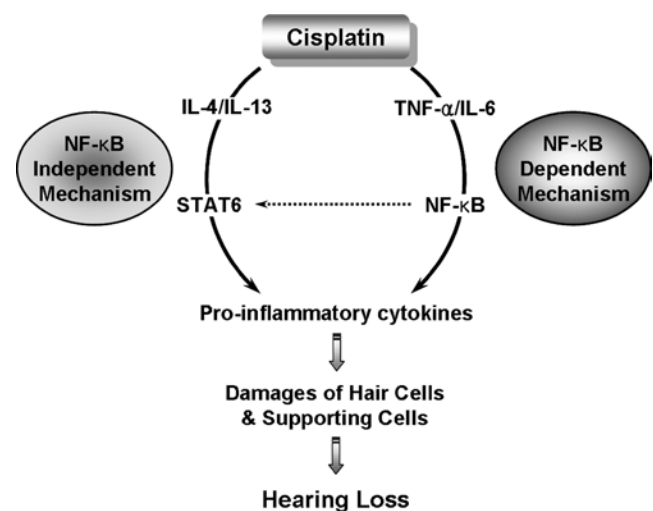 Cisplatin
IL-4/IL-13
TNF-α/IL-6
NF-κB
Independent
Mechanism
NF-κB
Dependent
Mechanism
STAT6
NF-κB
Pro-inflammatory cytokines
Damages of Hair Cells
& Supporting Cells
Hearing Loss